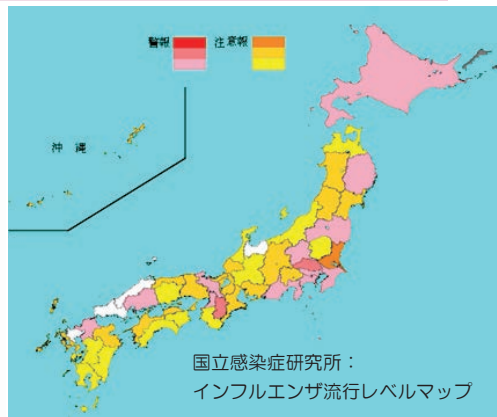 警報 注意報
沖縄
国立感染症研究所：
インフルエンザ流行レベルマップ